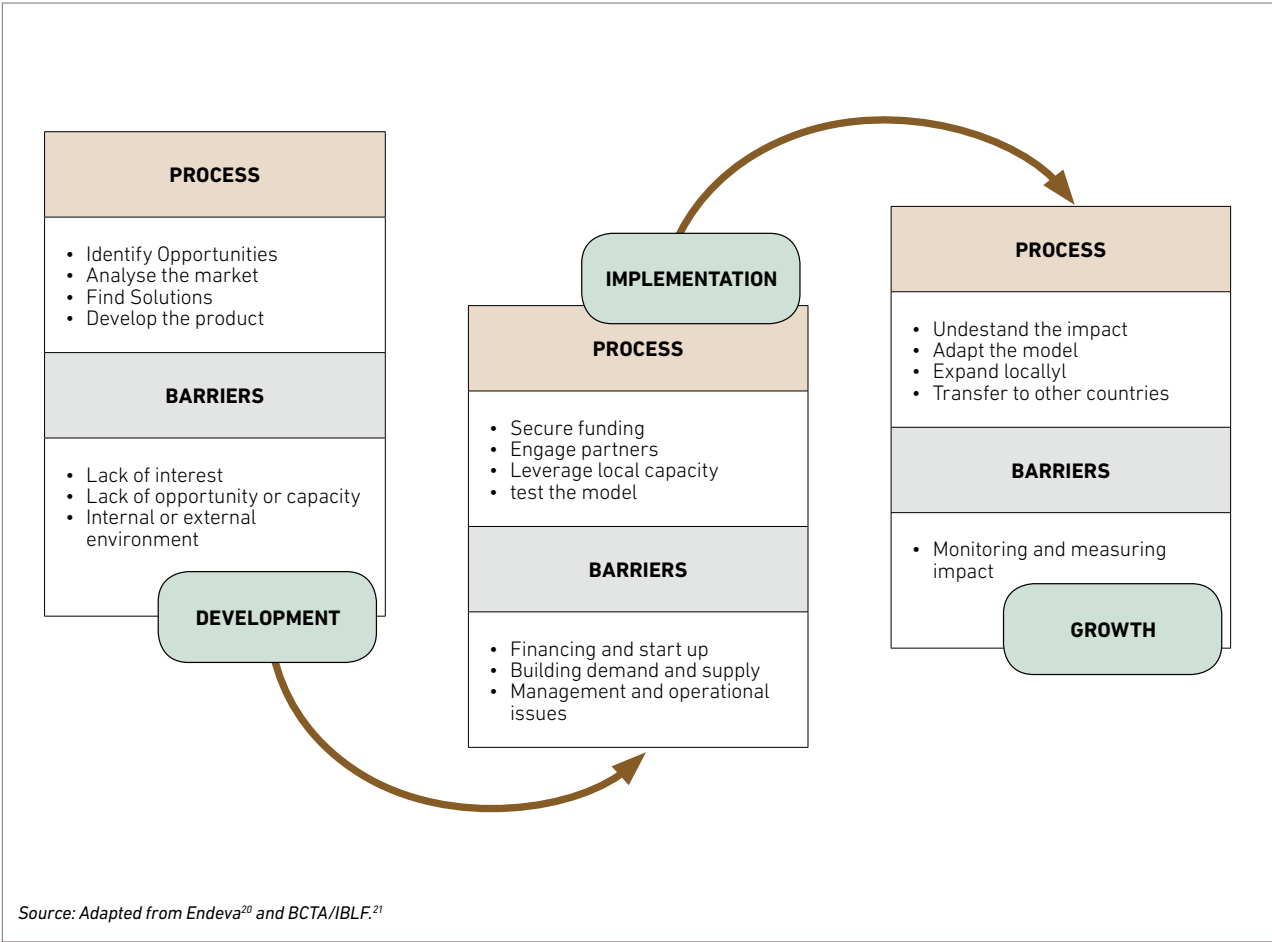 PROCESS
• Identify Opportunities
• Analyse the market
• Find Solutions
• Develop the product
BARRIERS
• Lack of interest
• Lack of opportunity or capacity
• Internal or external
environment
DEVELOPMENT
IMPLEMENTATION
PROCESS
• Secure funding
• Engage partners
• Leverage local capacity
• test the model
BARRIERS
• Financing and start up
• Building demand and supply
• Management and operational
issues
PROCESS
• Undestand the impact
• Adapt the model
• Expand locallyl
• Transfer to other countries
BARRIERS
• Monitoring and measuring
impact
GROWTH
Source: Adapted from Endeva20 and BCTA/IBLF.21